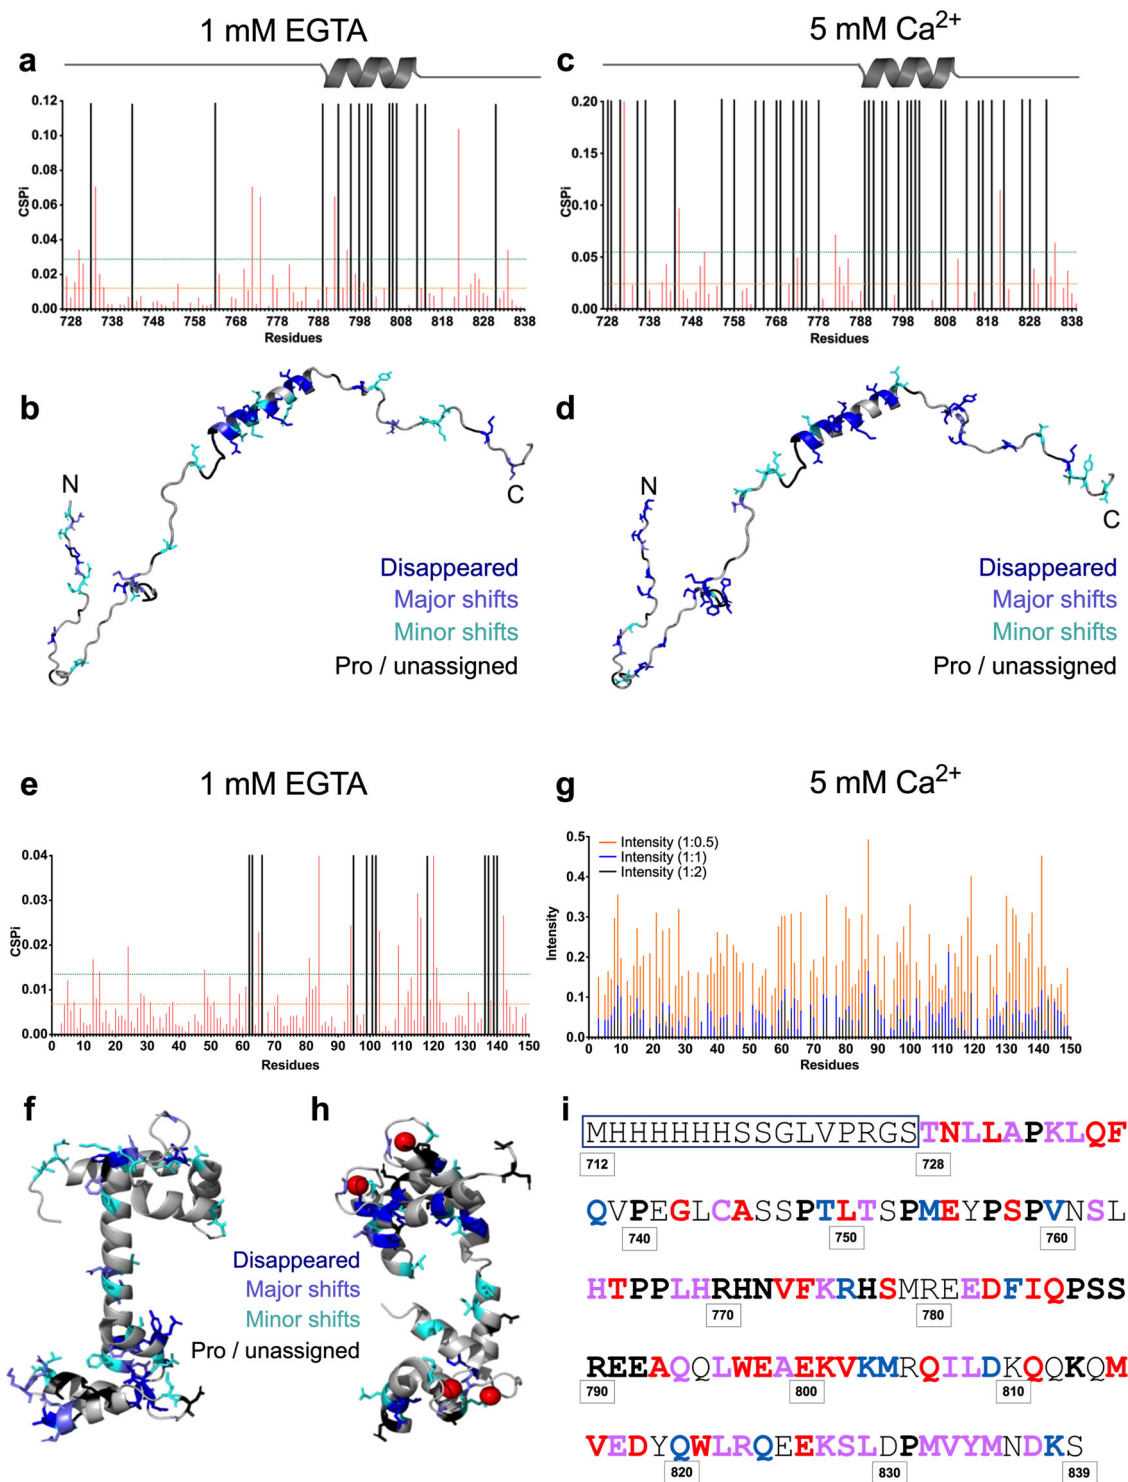 1 mM EGTA
5 mM Ca2+
a
c
0.12
0.10
0.08
0.06
0.04
0.02
0.00
CSPi
728 738 748 758 768 778 788 798 808 818 828 838
Residues
0.20
0.15
0.10
0.05
0.00
CSPi
728 738 748 758 768 778 788 798 808 818 828 838
Residues
b
N
C
Disappeared
Major shifts
Minor shifts
Pro / unassigned
d
N
C
Disappeared
Major shifts
Minor shifts
Pro / unassigned
1 mM EGTA
5 mM Ca2+
e
g
0.04
0.03
0.02
0.01
0.00
CSPi
0 10 20 30 40 50 60 70 80 90 100 110 120 130 140 150
Residues
Intensity (1:0.5)
Intensity (1:1)
Intensity (1:2)
0.5
0.4
0.3
0.2
0.1
0.0
Intensity
0 10 20 30 40 50 60 70 80 90 100 110 120 130 140 150
Residues
f
h
Disappeared
Major shifts
Minor shifts
Pro / unassigned
i
MHHHHHHSSGLVPRGSTNLLAPKLQF
712 728
QVPEGLCASSPTLTSPMEYPSPVNSL
740 750 760
HTPPLHRHNVFKRHSMREEDFIQPSS
770 780
REEAQQLWEAEKVKMRQILDKQQKQM
790 800 810
VEDYQWLRQEEKSLDPMVYMNDKS
820 830 839